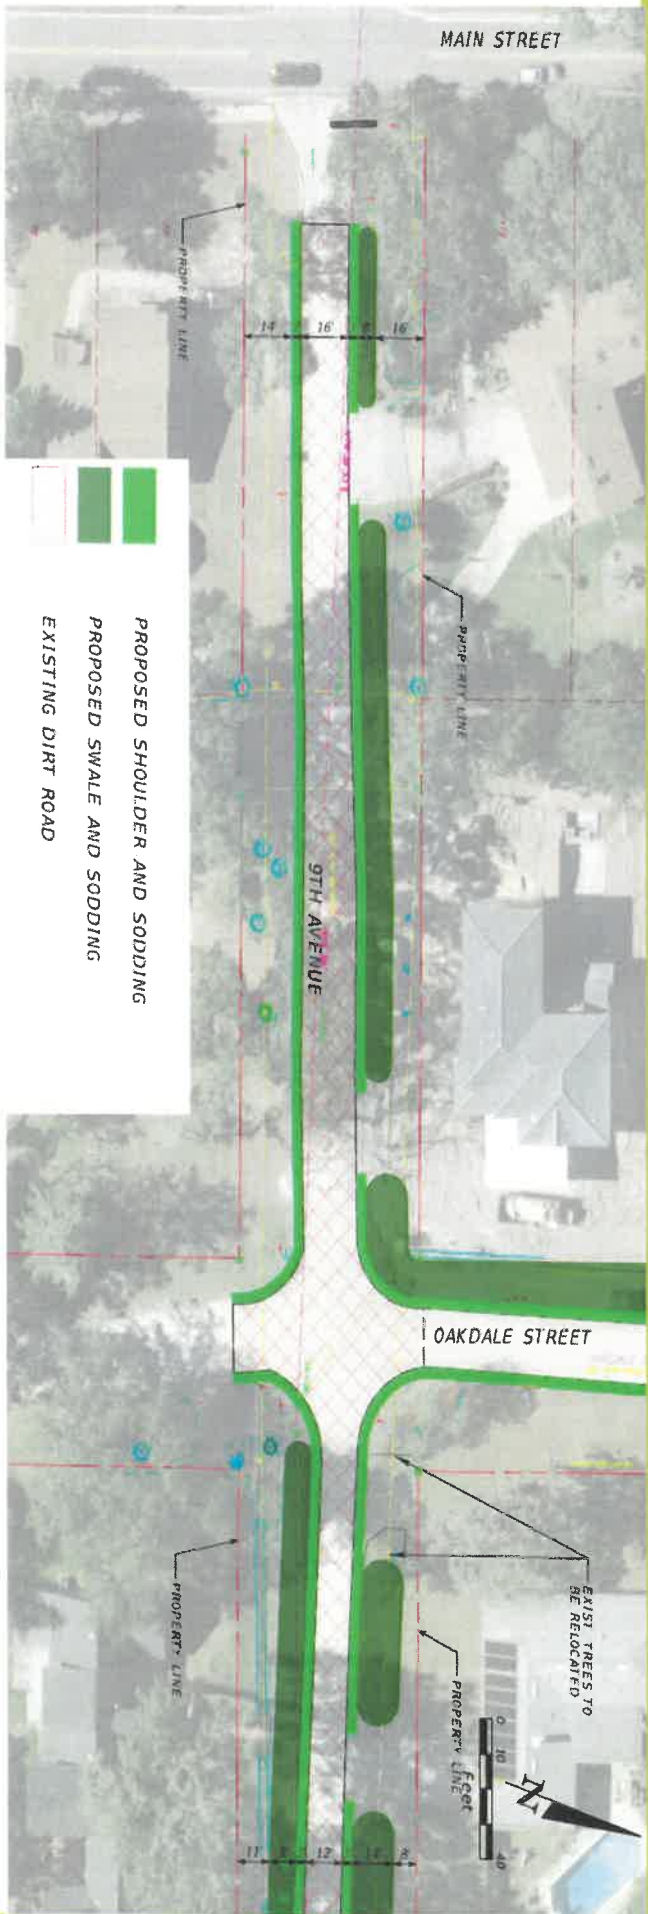 MAIN STREET
PROPERTY LINE
14' 16' 16'
PROPERTY LINE
PROPOSED SHOULDER AND SODDING
PROPOSED SWALE AND SODDING
EXISTING DIRT ROAD
9TH AVENUE
OAKDALE STREET
EXIST TREES TO
BE RELOCATED
PROPERTY LINE
PROPERTY LINE
0 10 40
Feet
N
11' 12' 14' 8'